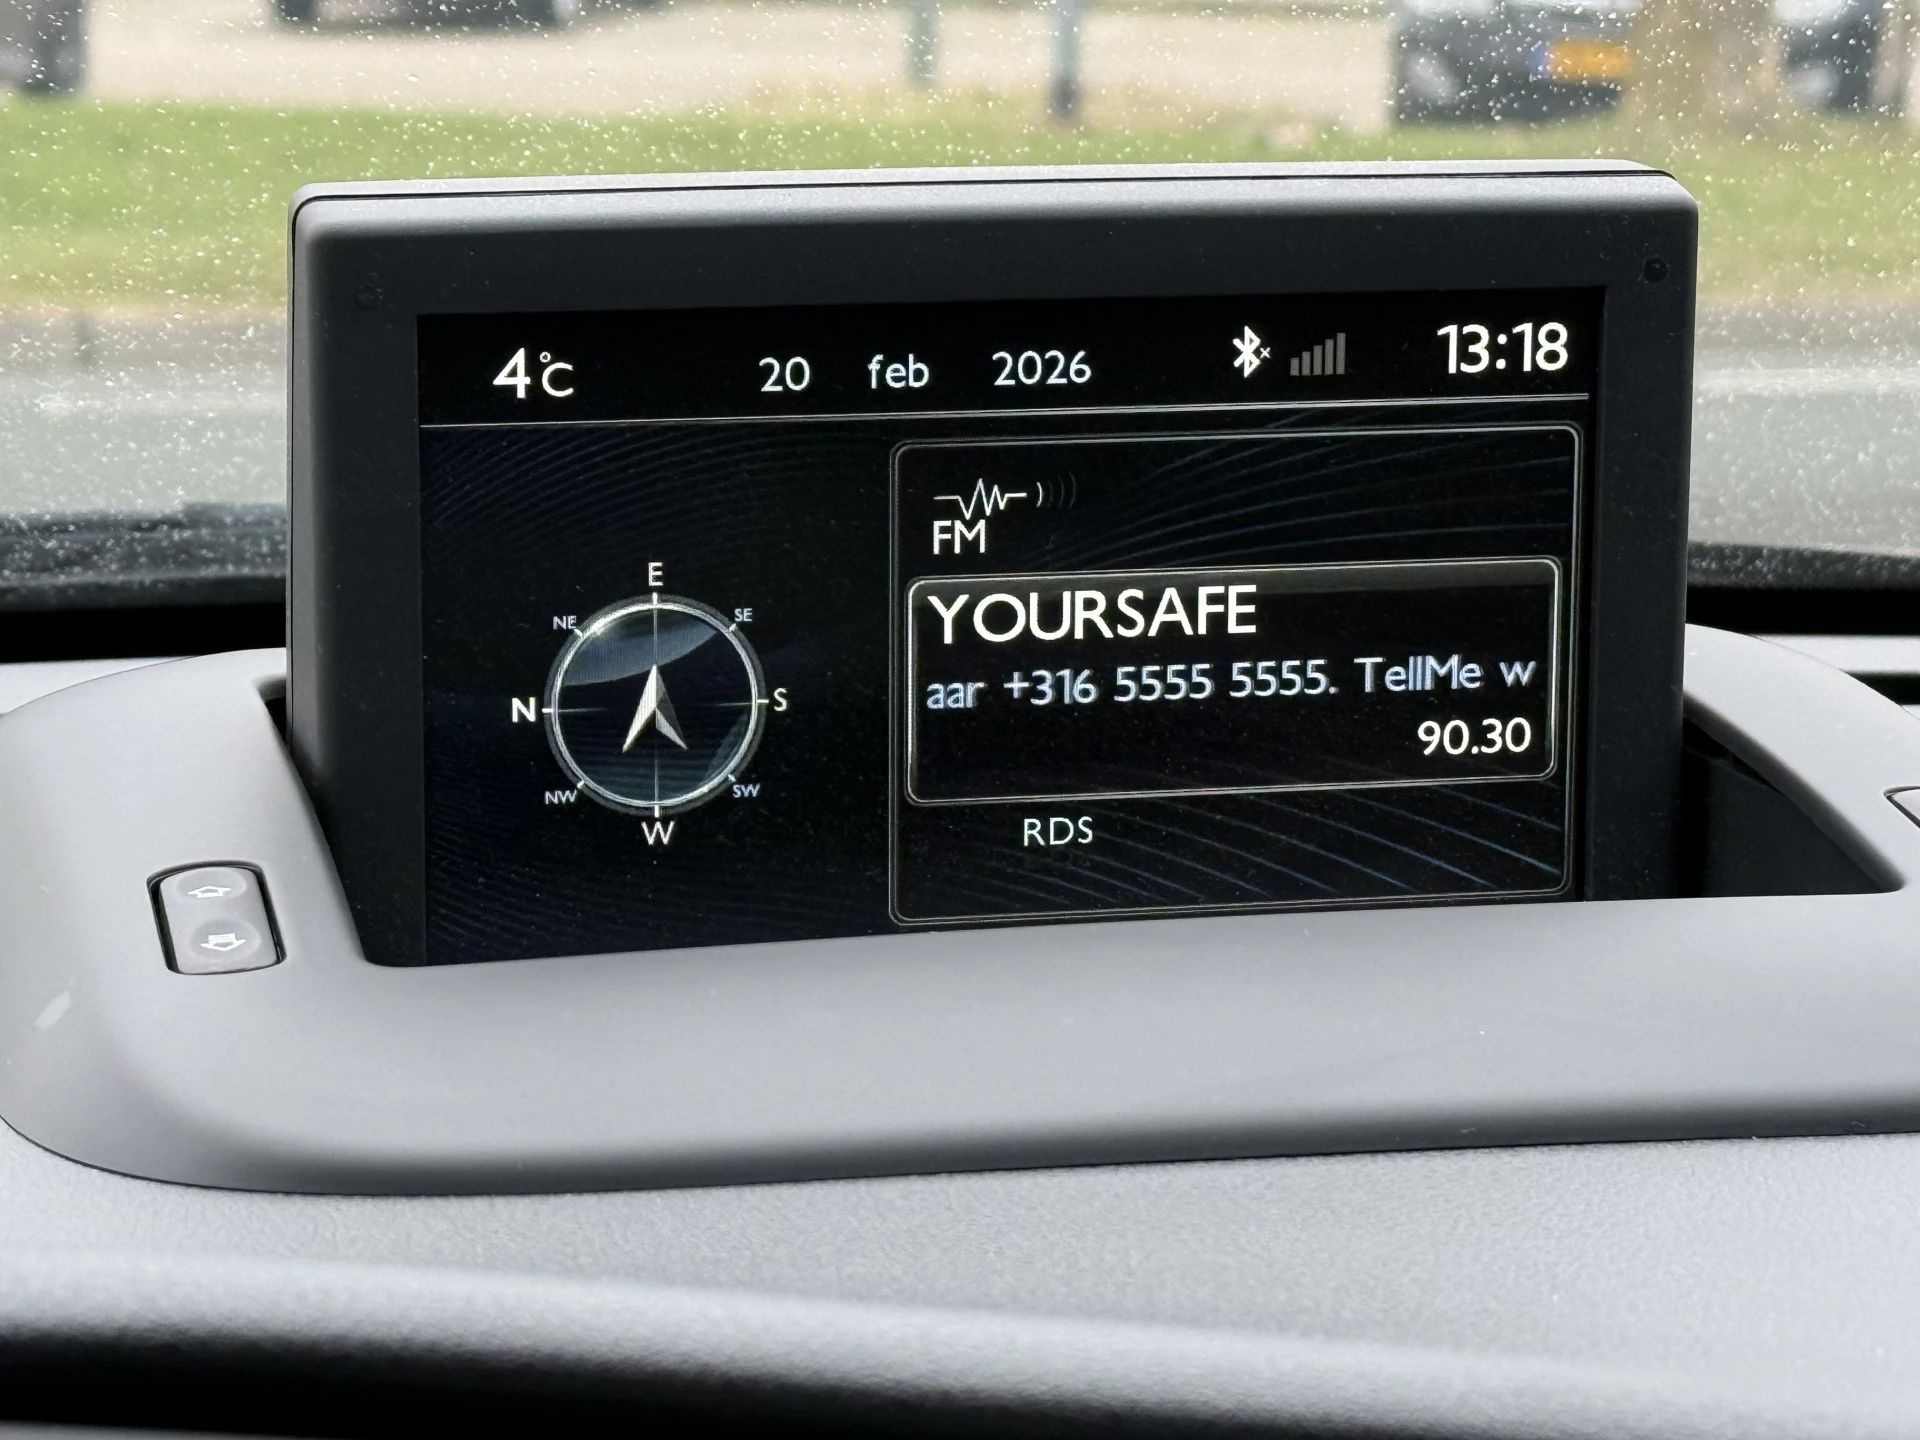 4°C 20 feb 2026 13:18
FM
YOURSAFE
aar +316 5555 5555. TellMe w
90.30
RDS
E
NE SE
N S
NW SW
W